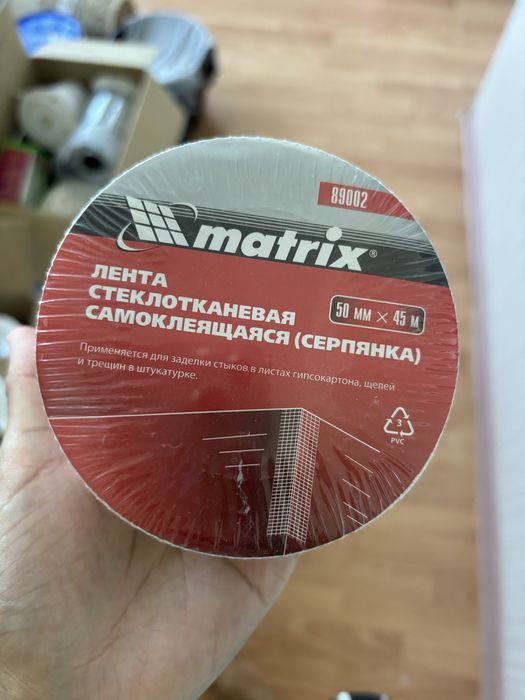 89002
matrix®
ЛЕНТА
СТЕКЛОТКАНЕВАЯ
САМОКЛЕЯЩАЯСЯ (СЕРПЯНКА)
50 ММ × 45 М
Применяется для заделки стыков в листах гипсокартона, щелей
и трещин в штукатурке.
3
PVC